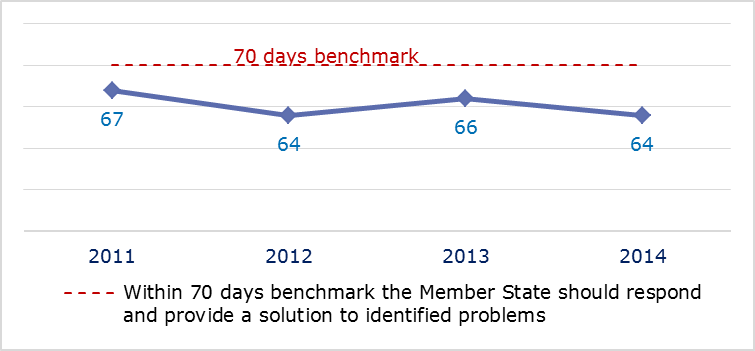 70 days benchmark
67
64
66
64
2011
2012
2013
2014
Within 70 days benchmark the Member State should respond
and provide a solution to identified problems